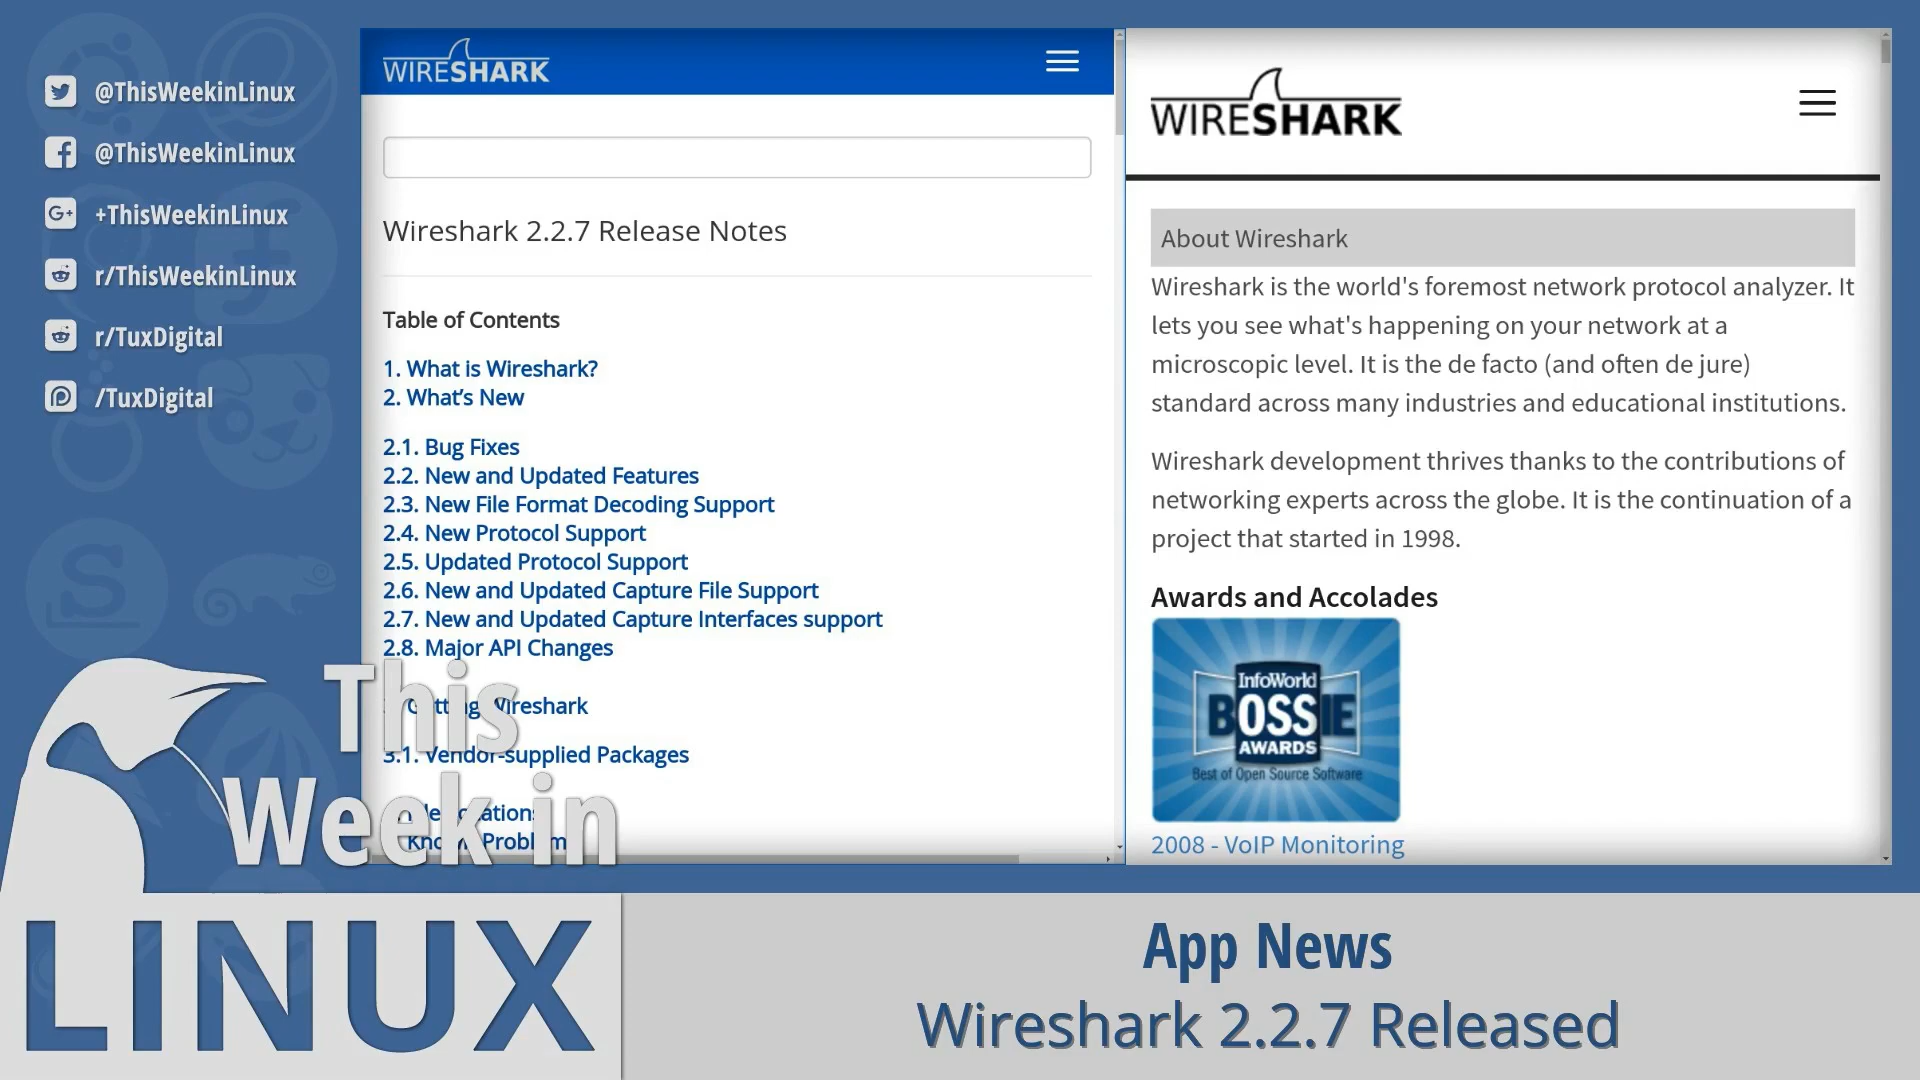 @ThisWeekinLinux
@ThisWeekinLinux
+ThisWeekinLinux
r/ThisWeekinLinux
r/TuxDigital
/TuxDigital
WIRESHARK
Wireshark 2.2.7 Release Notes
Table of Contents
1. What is Wireshark?
2. What’s New
2.1. Bug Fixes
2.2. New and Updated Features
2.3. New File Format Decoding Support
2.4. New Protocol Support
2.5. Updated Protocol Support
2.6. New and Updated Capture File Support
2.7. New and Updated Capture Interfaces support
2.8. Major API Changes
Wireshark
3.1. Vendor-supplied Packages
WIRESHARK
About Wireshark
Wireshark is the world's foremost network protocol analyzer. It
lets you see what's happening on your network at a
microscopic level. It is the de facto (and often de jure)
standard across many industries and educational institutions.
Wireshark development thrives thanks to the contributions of
networking experts across the globe. It is the continuation of a
project that started in 1998.
Awards and Accolades
InfoWorld
BOSSIE
AWARDS
Best of Open Source Software
2008 - VoIP Monitoring
This
Week in
LINUX
App News
Wireshark 2.2.7 Released